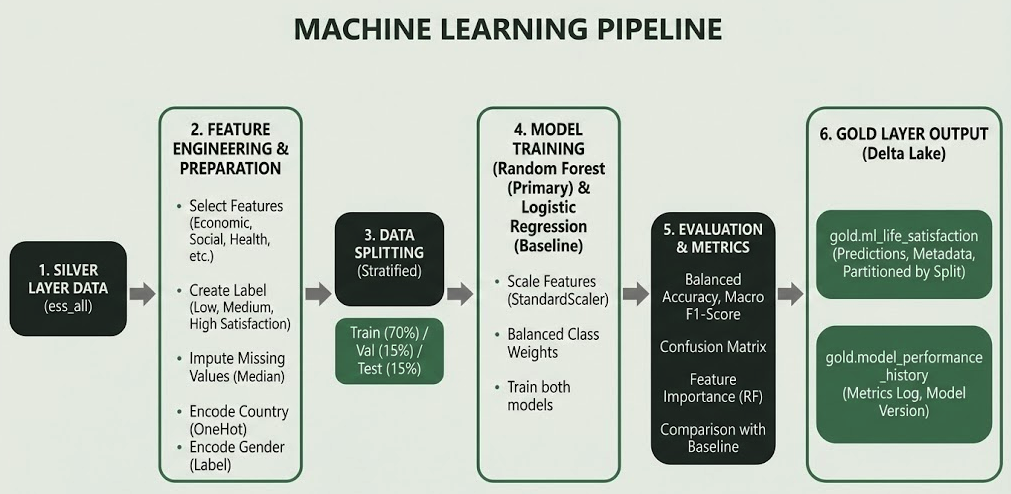 MACHINE LEARNING PIPELINE
1. SILVER
LAYER DATA
(ess_all)
2. FEATURE
ENGINEERING &
PREPARATION
• Select Features
(Economic,
Social, Health,
etc.)
• Create Label
(Low, Medium,
High Satisfaction)
• Impute Missing
Values (Median)
• Encode Country
(OneHot)
• Encode Gender
(Label)
3. DATA
SPLITTING
(Stratified)
Train (70%) /
Val (15%) /
Test (15%)
4. MODEL
TRAINING
(Random Forest
(Primary) &
Logistic
Regression
(Baseline)
• Scale Features
(StandardScaler)
• Balanced Class
Weights
• Train both
models
5. EVALUATION
& METRICS
Balanced
Accuracy, Macro
F1-Score
Confusion Matrix
Feature
Importance (RF)
Comparison with
Baseline
6. GOLD LAYER OUTPUT
(Delta Lake)
gold.ml_life_satisfaction
(Predictions, Metadata,
Partitioned by Split)
gold.model_performance
_history
(Metrics Log, Model
Version)